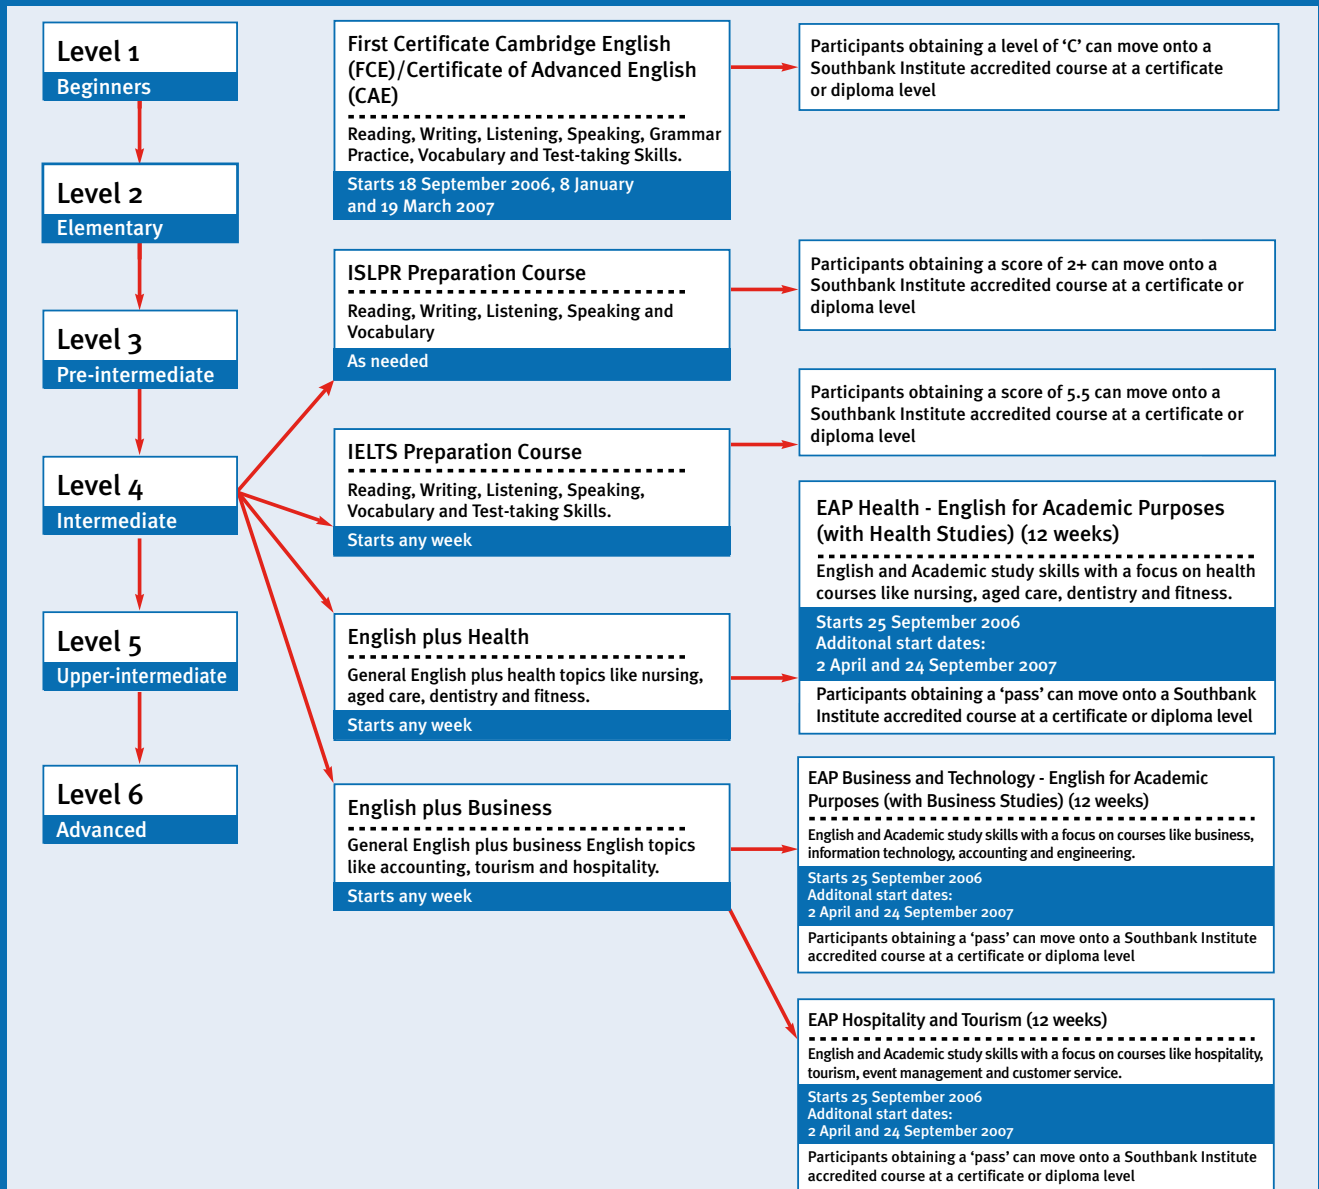 Level 1
Beginners
Level 2
Elementary
Level 3
Pre-intermediate
Level 4
Intermediate
Level 5
Upper-intermediate
Level 6
Advanced
First Certificate Cambridge English
(FCE)/Certificate of Advanced English
(CAE)
Reading, Writing, Listening, Speaking, Grammar
Practice, Vocabulary and Test-taking Skills.
Starts 18 September 2006, 8 January
and 19 March 2007
Participants obtaining a level of ‘C’ can move onto a
Southbank Institute accredited course at a certificate
or diploma level
ISLPR Preparation Course
Reading, Writing, Listening, Speaking and
Vocabulary
As needed
Participants obtaining a score of 2+ can move onto a
Southbank Institute accredited course at a certificate or
diploma level
IELTS Preparation Course
Reading, Writing, Listening, Speaking,
Vocabulary and Test-taking Skills.
Starts any week
Participants obtaining a score of 5.5 can move onto a
Southbank Institute accredited course at a certificate or
diploma level
English plus Health
General English plus health topics like nursing,
aged care, dentistry and fitness.
Starts any week
EAP Health - English for Academic Purposes
(with Health Studies) (12 weeks)
English and Academic study skills with a focus on health
courses like nursing, aged care, dentistry and fitness.
Starts 25 September 2006
Additonal start dates:
2 April and 24 September 2007
Participants obtaining a ‘pass’ can move onto a Southbank
Institute accredited course at a certificate or diploma level
English plus Business
General English plus business English topics
like accounting, tourism and hospitality.
Starts any week
EAP Business and Technology - English for Academic
Purposes (with Business Studies) (12 weeks)
English and Academic study skills with a focus on courses like business,
information technology, accounting and engineering.
Starts 25 September 2006
Additonal start dates:
2 April and 24 September 2007
Participants obtaining a ‘pass’ can move onto a Southbank Institute
accredited course at a certificate or diploma level
EAP Hospitality and Tourism (12 weeks)
English and Academic study skills with a focus on courses like hospitality,
tourism, event management and customer service.
Starts 25 September 2006
Additonal start dates:
2 April and 24 September 2007
Participants obtaining a ‘pass’ can move onto a Southbank Institute
accredited course at a certificate or diploma level